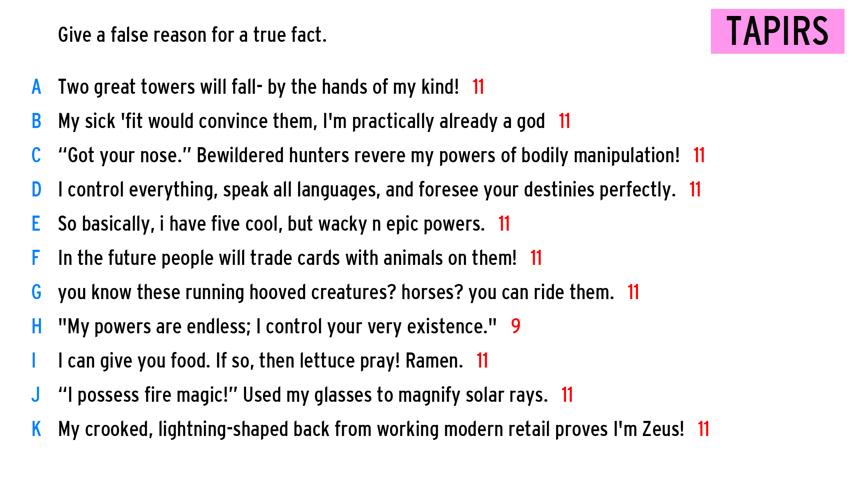 Give a false reason for a true fact.
TAPIRS
A Two great towers will fall- by the hands of my kind! 11
B My sick 'fit would convince them, I'm practically already a god 11
C “Got your nose.” Bewildered hunters revere my powers of bodily manipulation! 11
D I control everything, speak all languages, and foresee your destinies perfectly. 11
E So basically, i have five cool, but wacky n epic powers. 11
F In the future people will trade cards with animals on them! 11
G you know these running hooved creatures? horses? you can ride them. 11
H "My powers are endless; I control your very existence." 9
I I can give you food. If so, then lettuce pray! Ramen. 11
J “I possess fire magic!” Used my glasses to magnify solar rays. 11
K My crooked, lightning-shaped back from working modern retail proves I'm Zeus! 11